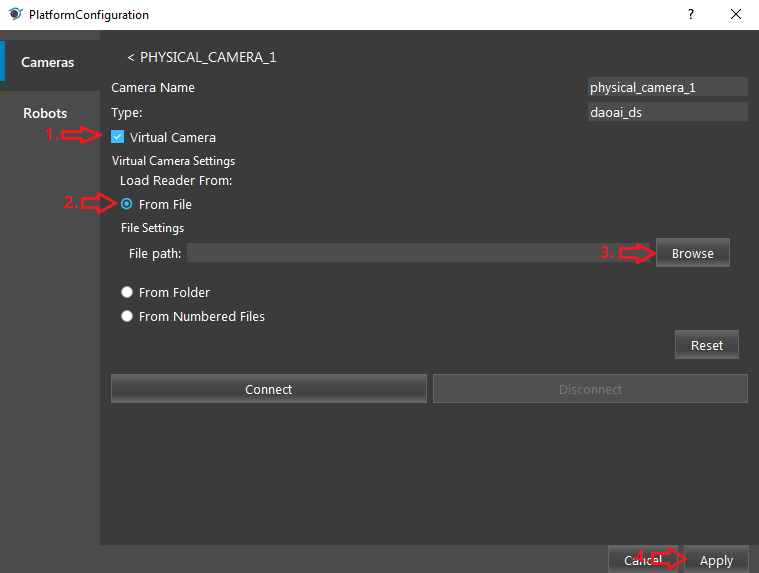 PlatformConfiguration ?
Cameras
< PHYSICAL_CAMERA_1
Camera Name physical_camera_1
Robots
Type: daoai_ds
1. Virtual Camera
Virtual Camera Settings
Load Reader From:
2. From File
File Settings
File path: 3. Browse
From Folder
From Numbered Files
Reset
Connect Disconnect
Cancel 4. Apply